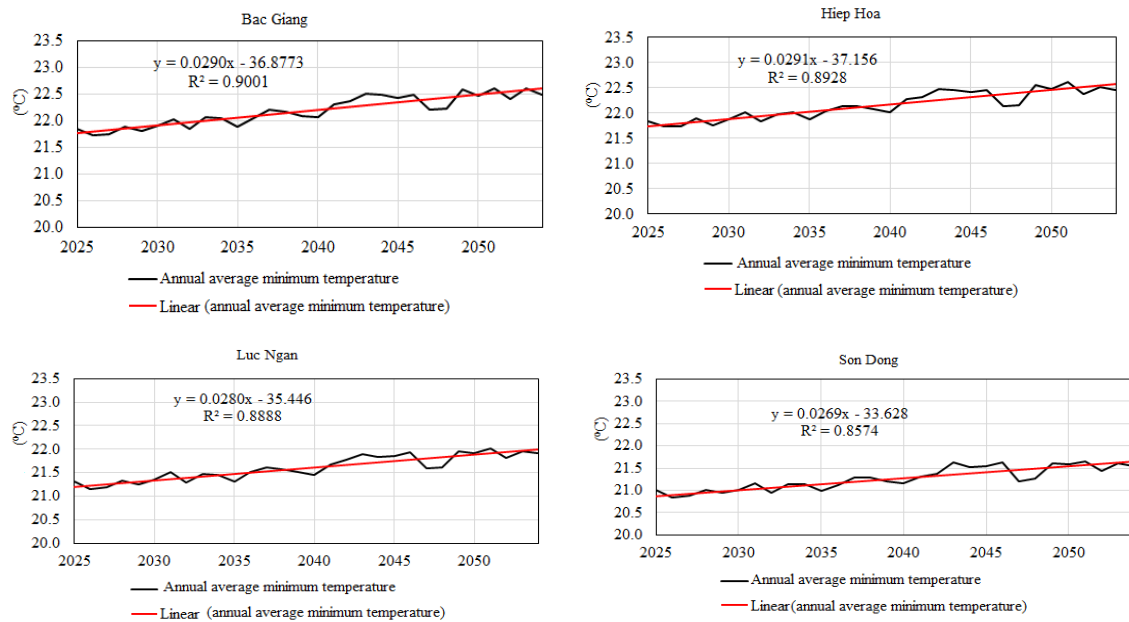 Bac Giang
(ºC)
23.5
23.0
22.5
22.0
21.5
21.0
20.5
20.0
y = 0.0290x - 36.8773
R² = 0.9001
2025 2030 2035 2040 2045 2050
Annual average minimum temperature
Linear (annual average minimum temperature)
Hiep Hoa
(ºC)
23.5
23.0
22.5
22.0
21.5
21.0
20.5
20.0
y = 0.0291x - 37.156
R² = 0.8928
2025 2030 2035 2040 2045 2050
Annual average minimum temperature
Linear (annual average minimum temperature)
Luc Ngan
(ºC)
23.5
23.0
22.5
22.0
21.5
21.0
20.5
20.0
y = 0.0280x - 35.446
R² = 0.8888
2025 2030 2035 2040 2045 2050
Annual average minimum temperature
Linear (annual average minimum temperature)
Son Dong
(ºC)
23.5
23.0
22.5
22.0
21.5
21.0
20.5
20.0
y = 0.0269x - 33.628
R² = 0.8574
2025 2030 2035 2040 2045 2050
Annual average minimum temperature
Linear(annual average minimum temperature)